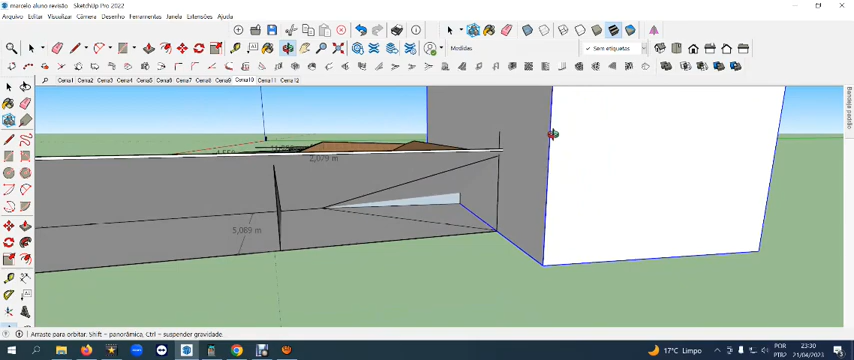 marcelo aluno revisão - SketchUp Pro 2022
Arquivo Editar Visualizar Câmera Desenho Ferramentas Janela Extensões Ajuda
Medidas
Sem etiquetas
Cena1 Cena2 Cena3 Cena4 Cena5 Cena6 Cena7 Cena8 Cena9 Cena10 Cena11 Cena12
Bandeja padrão
2,079 m
5,089 m
Arraste para orbitar. Shift = panorâmica, Ctrl = suspender gravidade.
17°C Limpo
POR
PTB2
23:30
21/04/2023